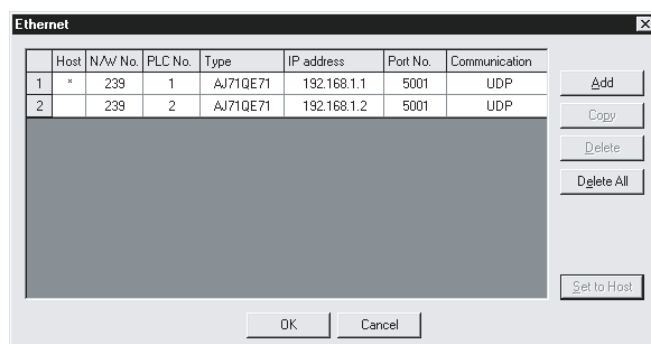 Ethernet
Host N/W No. PLC No. Type IP address Port No. Communication
1 * 239 1 AJ71QE71 192.168.1.1 5001 UDP
2 239 2 AJ71QE71 192.168.1.2 5001 UDP
Add
Copy
Delete
Delete All
Set to Host
OK Cancel